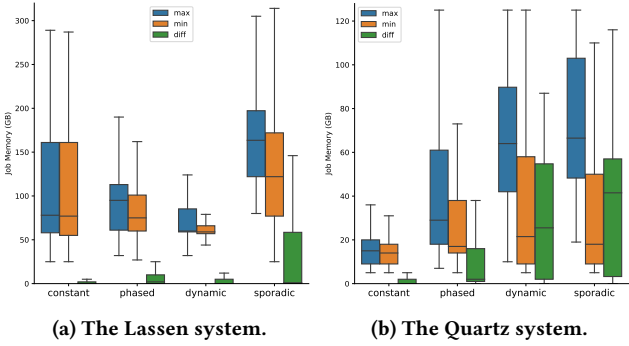 max
min
diff
300
250
200
150
100
50
0
Job Memory (GB)
constant phased dynamic sporadic
(a) The Lassen system.
max
min
diff
120
100
80
60
40
20
0
Job Memory (GB)
constant phased dynamic sporadic
(b) The Quartz system.